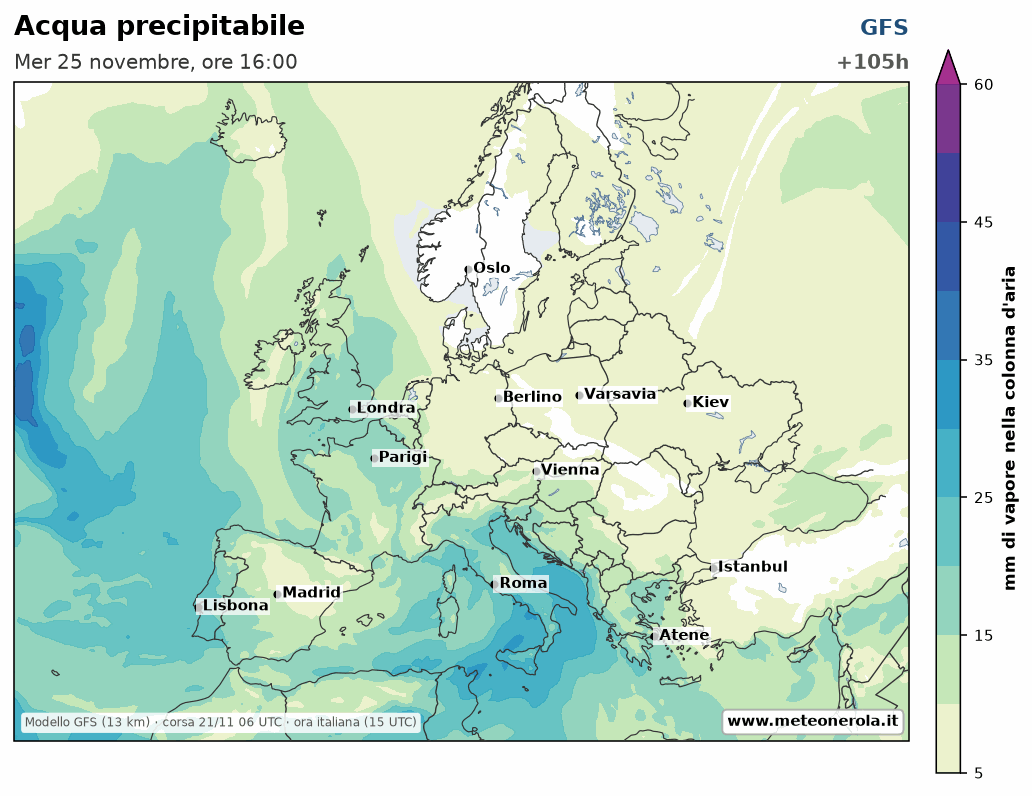 Acqua precipitabile
GFS
Mer 25 novembre, ore 16:00
+105h
60
45
35
25
15
5
mm di vapore nella colonna d'aria
Oslo
Berlino
Varsavia
Kiev
Londra
Parigi
Vienna
Istanbul
Roma
Madrid
Lisbona
Atene
Modello GFS (13 km) · corsa 21/11 06 UTC · ora italiana (15 UTC)
www.meteonerola.it